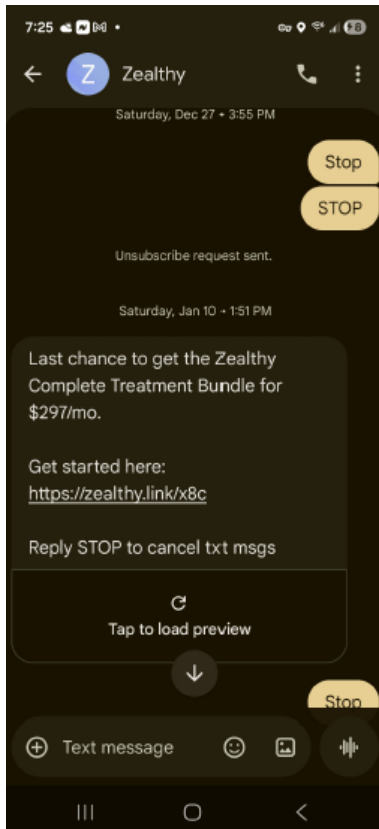 7:25
Z Zealthy
Saturday, Dec 27 • 3:55 PM
Stop
STOP
Unsubscribe request sent.
Saturday, Jan 10 • 1:51 PM
Last chance to get the Zealthy
Complete Treatment Bundle for
$297/mo.
Get started here:
https://zealthy.link/x8c
Reply STOP to cancel txt msgs
Tap to load preview
Stop
Text message